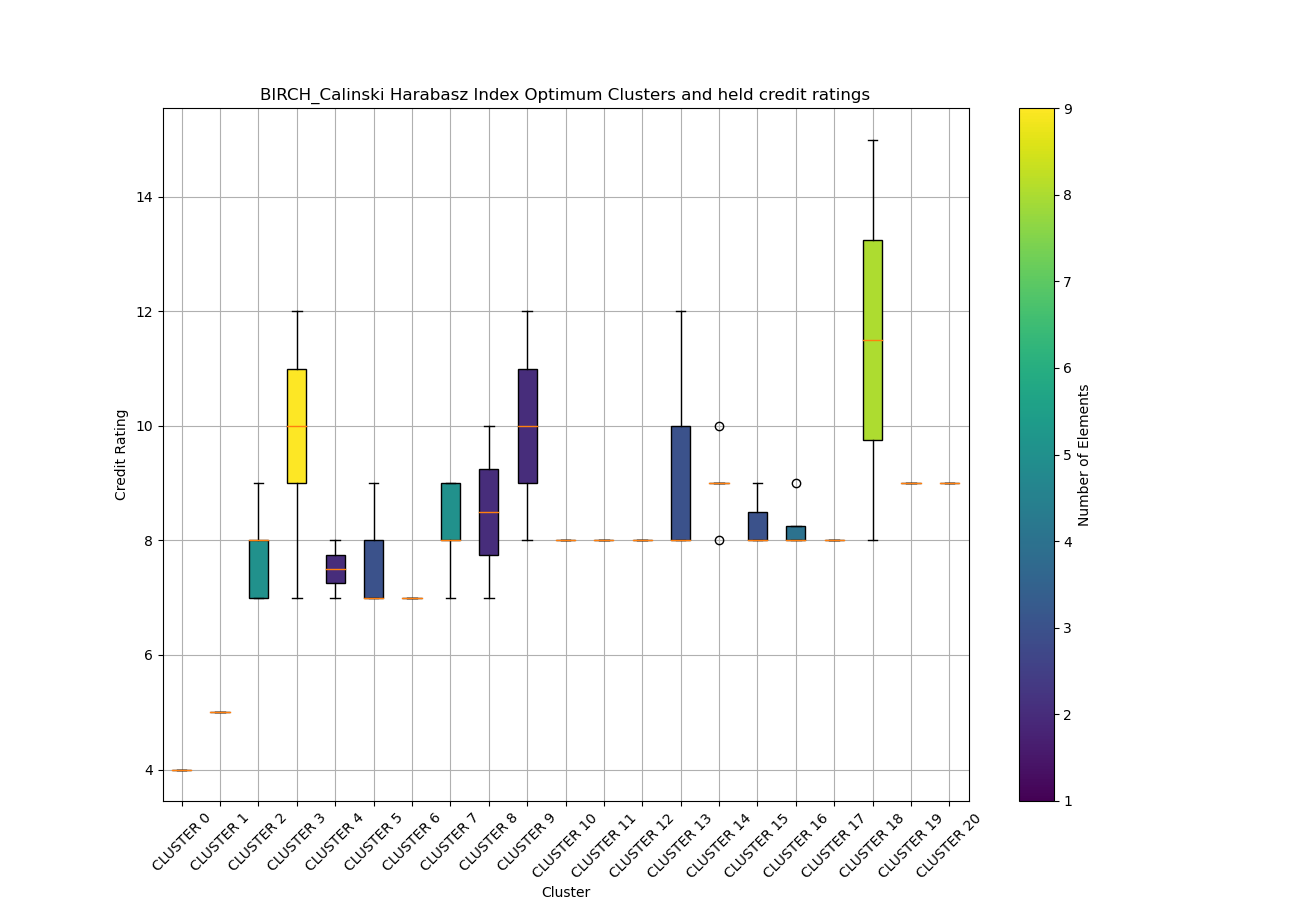 BIRCH_Calinski Harabasz Index Optimum Clusters and held credit ratings
Credit Rating
14
12
10
8
6
4
CLUSTER 0
CLUSTER 1
CLUSTER 2
CLUSTER 3
CLUSTER 4
CLUSTER 5
CLUSTER 6
CLUSTER 7
CLUSTER 8
CLUSTER 9
CLUSTER 10
CLUSTER 11
CLUSTER 12
CLUSTER 13
CLUSTER 14
CLUSTER 15
CLUSTER 16
CLUSTER 17
CLUSTER 18
CLUSTER 19
CLUSTER 20
Cluster
9
8
7
6
5
4
3
2
1
Number of Elements